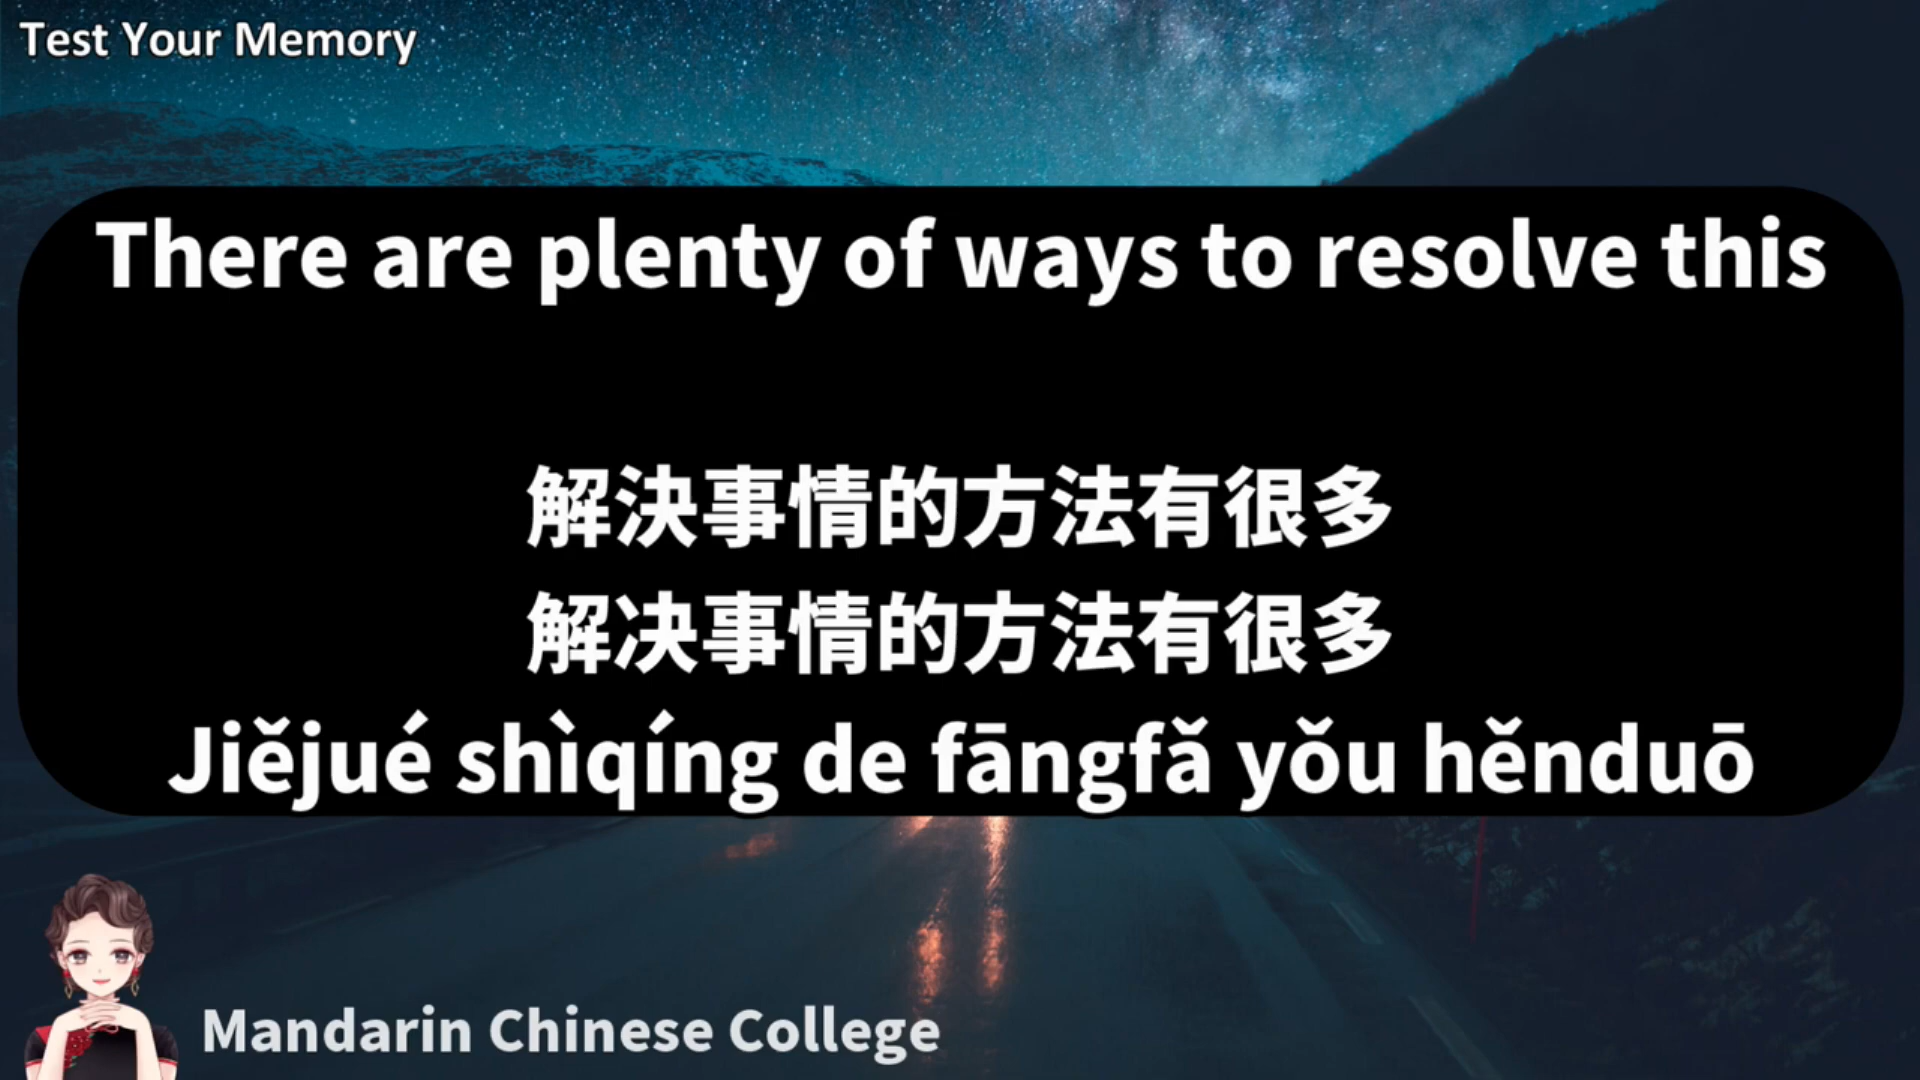 Test Your Memory
There are plenty of ways to resolve this
解決事情的方法有很多
解决事情的方法有很多
Jiějué shìqíng de fāngfǎ yǒu hěnduō
Mandarin Chinese College